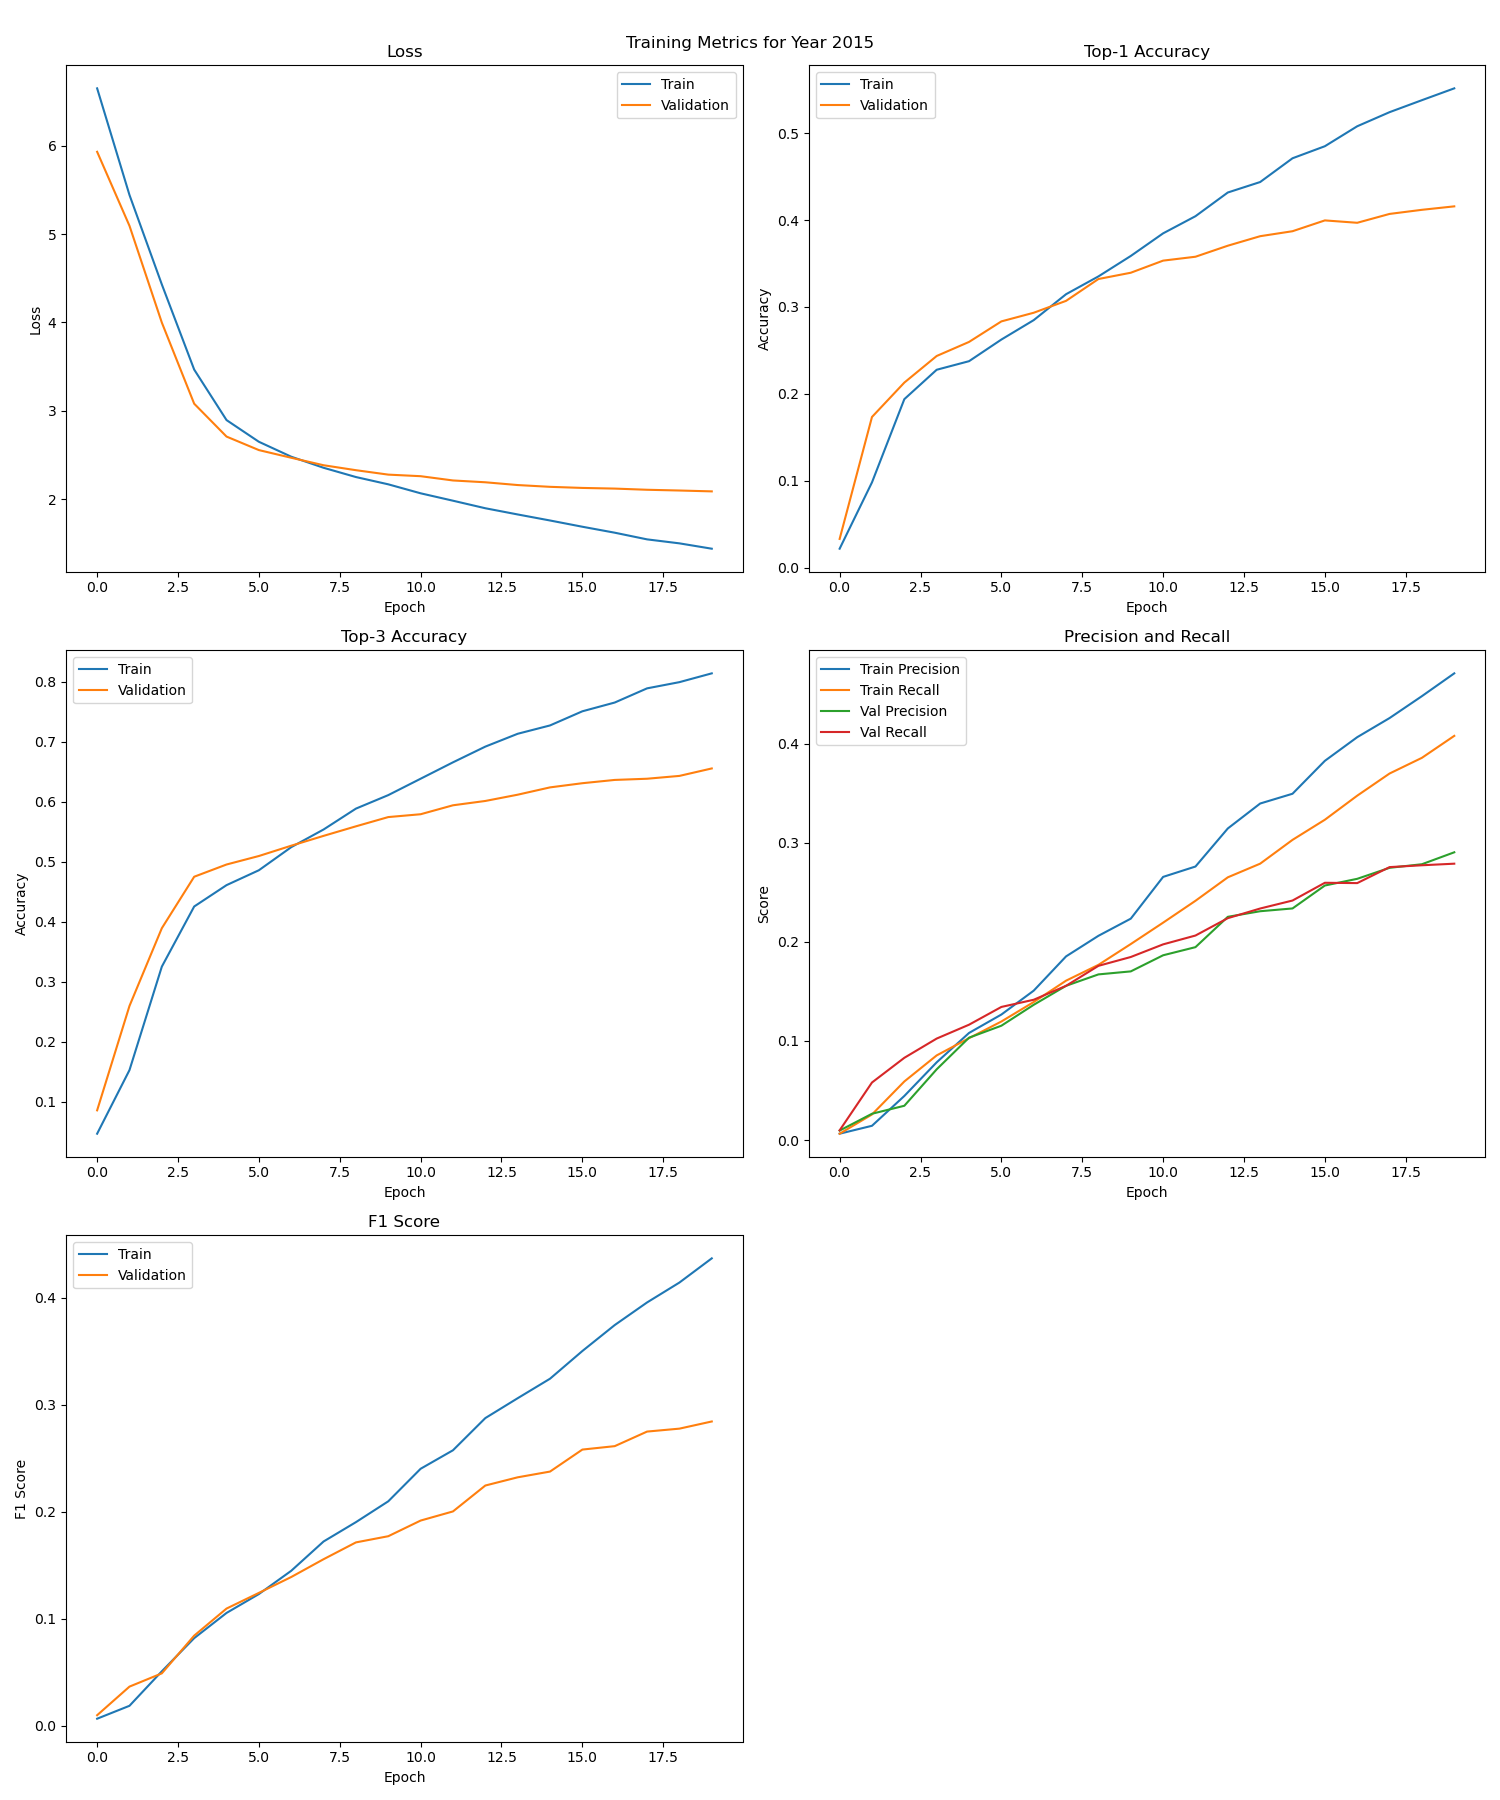 Training Metrics for Year 2015
Loss
Train
Validation
6
5
4
3
2
Loss
0.0 2.5 5.0 7.5 10.0 12.5 15.0 17.5
Epoch
Top-1 Accuracy
Train
Validation
0.5
0.4
0.3
0.2
0.1
0.0
Accuracy
0.0 2.5 5.0 7.5 10.0 12.5 15.0 17.5
Epoch
Top-3 Accuracy
Train
Validation
0.8
0.7
0.6
0.5
0.4
0.3
0.2
0.1
Accuracy
0.0 2.5 5.0 7.5 10.0 12.5 15.0 17.5
Epoch
Precision and Recall
Train Precision
Train Recall
Val Precision
Val Recall
0.4
0.3
0.2
0.1
0.0
Score
0.0 2.5 5.0 7.5 10.0 12.5 15.0 17.5
Epoch
F1 Score
Train
Validation
0.4
0.3
0.2
0.1
0.0
F1 Score
0.0 2.5 5.0 7.5 10.0 12.5 15.0 17.5
Epoch